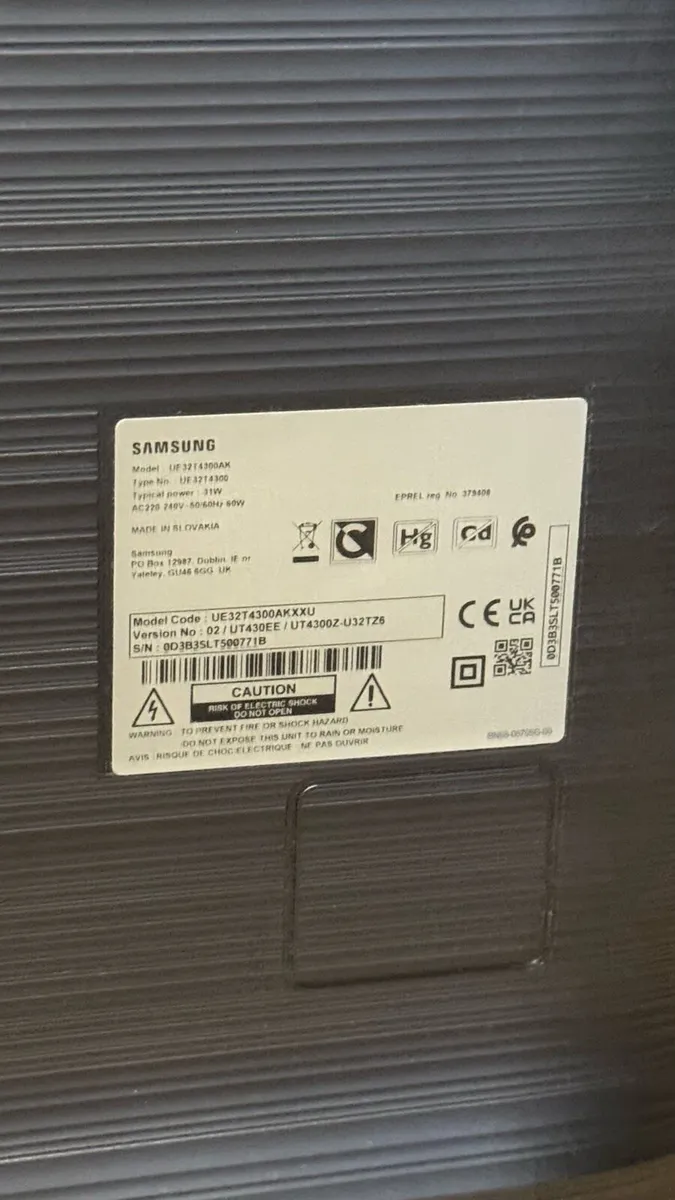 SAMSUNG
Model : UE32T4300AK
Type No : UE32T4300
Typical power : 31W
AC220-240V~50/60Hz 60W
EPREL reg. No 379408
MADE IN SLOVAKIA
Samsung
PO Box 12987, Dublin. IE or
Yateley, GU46 6GG. UK
Hg
Cd
Model Code : UE32T4300AKXXU
Version No : 02 / UT430EE / UT4300Z-U32TZ6
S/N : 0D3B3SLT500771B
CE
UK
CA
0D3B3SLT500771B
CAUTION
RISK OF ELECTRIC SHOCK
DO NOT OPEN
WARNING : TO PREVENT FIRE OR SHOCK HAZARD
DO NOT EXPOSE THIS UNIT TO RAIN OR MOISTURE
AVIS : RISQUE DE CHOC ELECTRIQUE - NE PAS OUVRIR